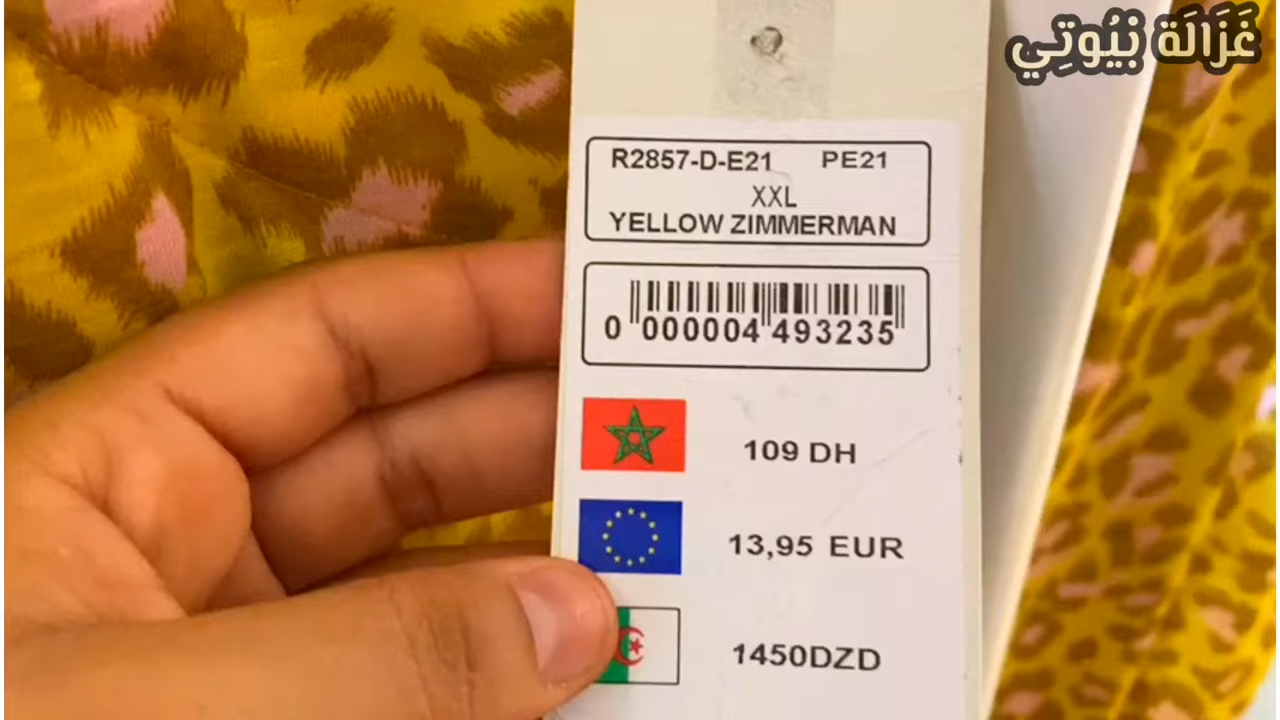 غَزَالَة بْيُوتِي
R2857-D-E21 PE21
XXL
YELLOW ZIMMERMAN
0 000004 493235
109 DH
13,95 EUR
1450DZD